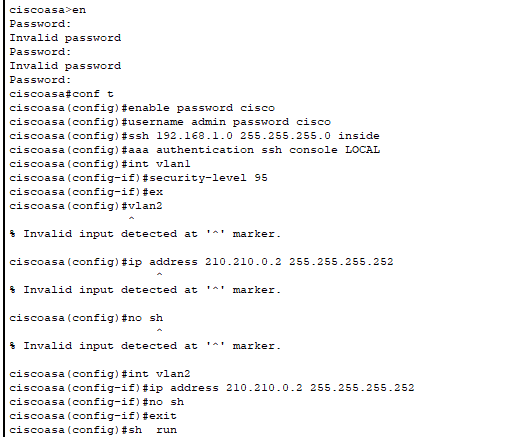 ciscoasa>en
Password:
Invalid password
Password:
Invalid password
Password:
ciscoasa#conf t
ciscoasa(config)#enable password cisco
ciscoasa(config)#username admin password cisco
ciscoasa(config)#ssh 192.168.1.0 255.255.255.0 inside
ciscoasa(config)#aaa authentication ssh console LOCAL
ciscoasa(config)#int vlan1
ciscoasa(config-if)#security-level 95
ciscoasa(config-if)#ex
ciscoasa(config)#vlan2
^
% Invalid input detected at '^' marker.
ciscoasa(config)#ip address 210.210.0.2 255.255.255.252
^
% Invalid input detected at '^' marker.
ciscoasa(config)#no sh
^
% Invalid input detected at '^' marker.
ciscoasa(config)#int vlan2
ciscoasa(config-if)#ip address 210.210.0.2 255.255.255.252
ciscoasa(config-if)#no sh
ciscoasa(config-if)#exit
ciscoasa(config)#sh run